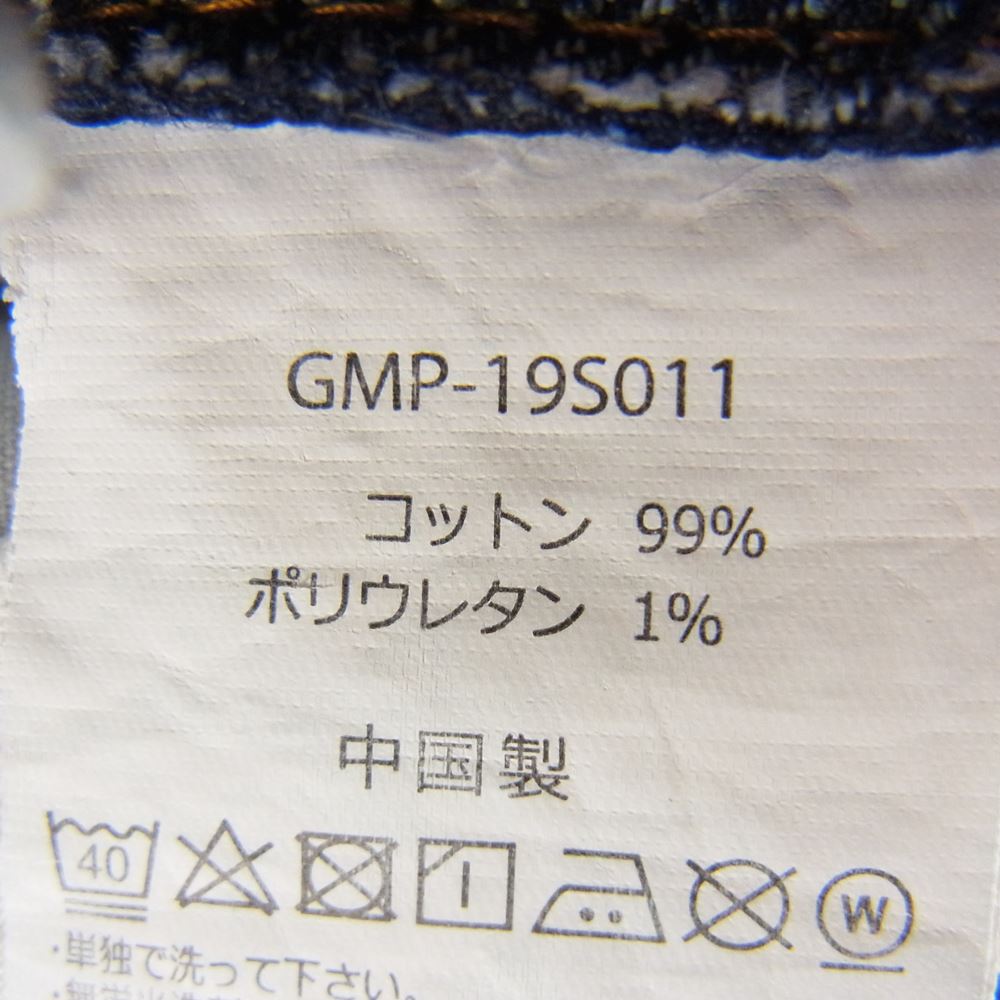 GMP-19S011
コットン 99%
ポリウレタン 1%
中国製
40
W
・単独で洗って下さい。